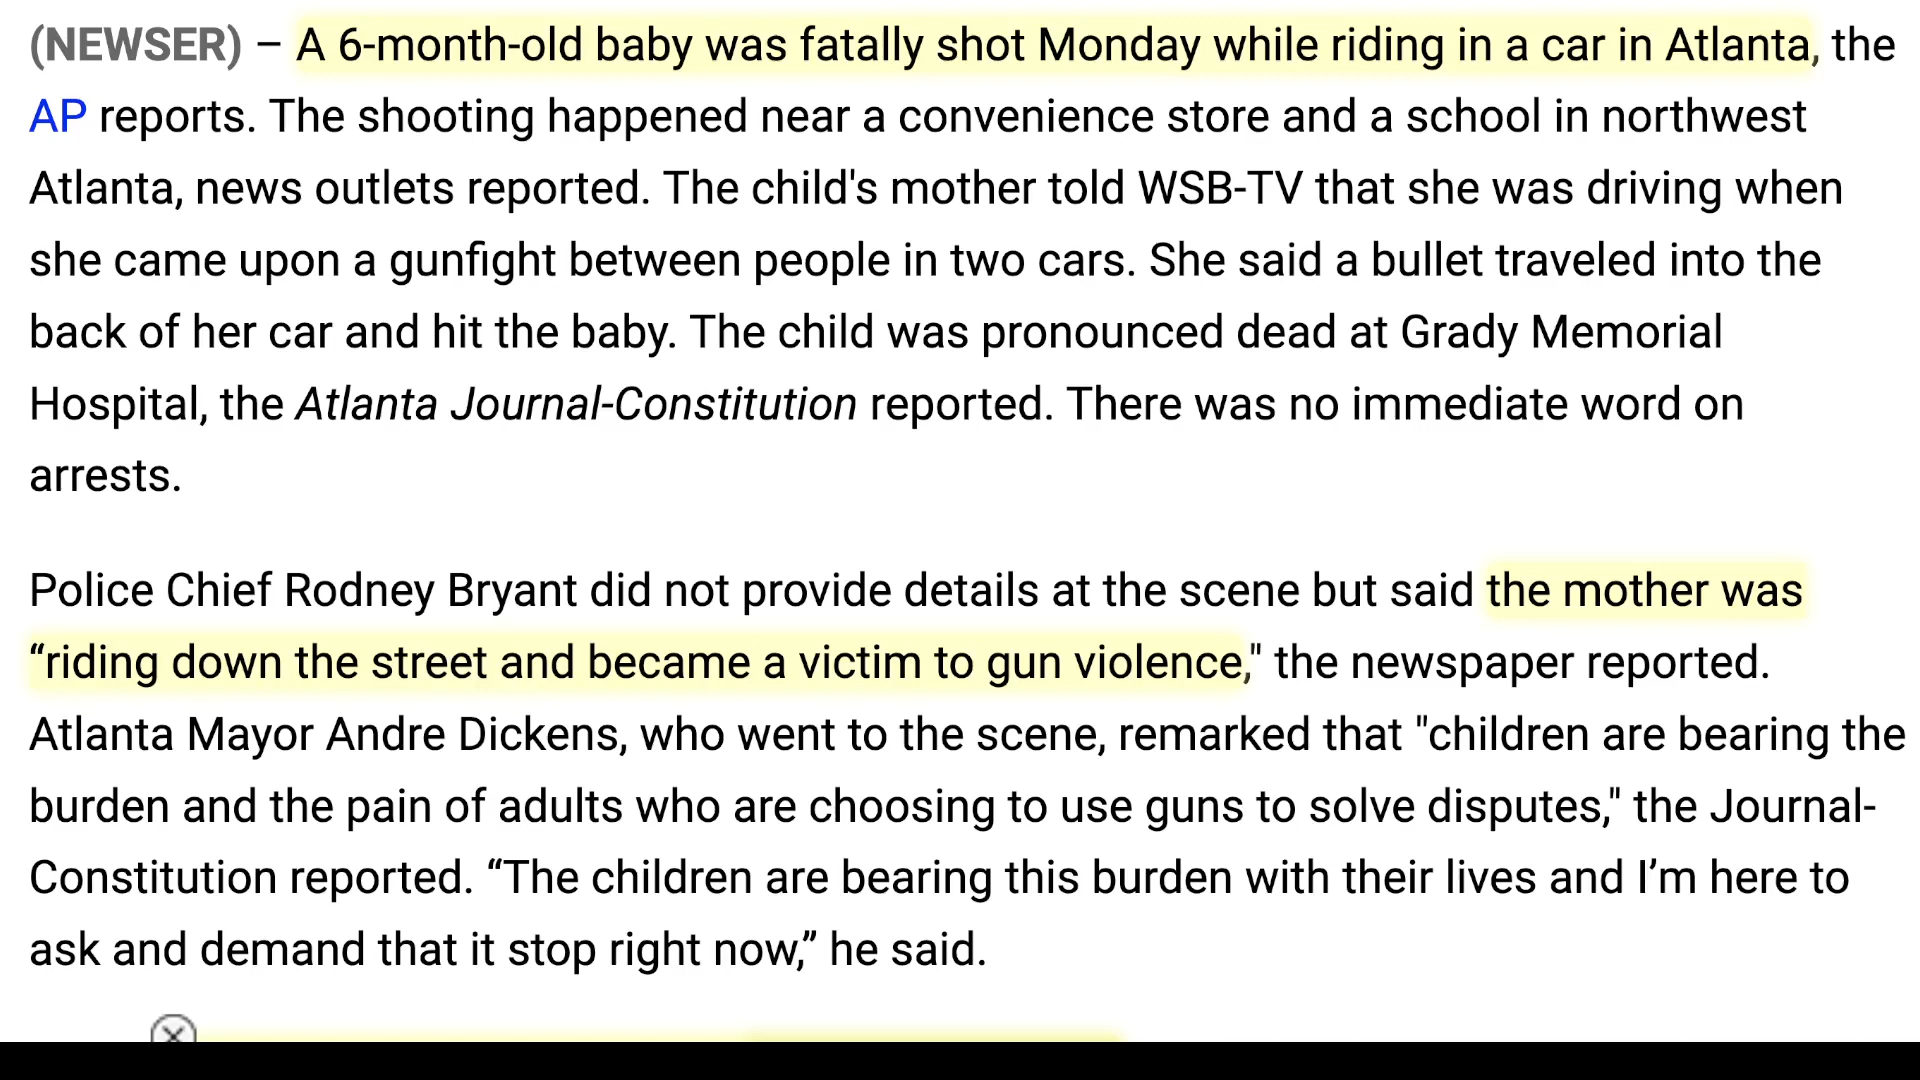 (NEWSER) – A 6-month-old baby was fatally shot Monday while riding in a car in Atlanta, the
AP reports. The shooting happened near a convenience store and a school in northwest
Atlanta, news outlets reported. The child's mother told WSB-TV that she was driving when
she came upon a gunfight between people in two cars. She said a bullet traveled into the
back of her car and hit the baby. The child was pronounced dead at Grady Memorial
Hospital, the Atlanta Journal-Constitution reported. There was no immediate word on
arrests.
Police Chief Rodney Bryant did not provide details at the scene but said the mother was
“riding down the street and became a victim to gun violence," the newspaper reported.
Atlanta Mayor Andre Dickens, who went to the scene, remarked that "children are bearing the
burden and the pain of adults who are choosing to use guns to solve disputes," the Journal-
Constitution reported. “The children are bearing this burden with their lives and I’m here to
ask and demand that it stop right now,” he said.